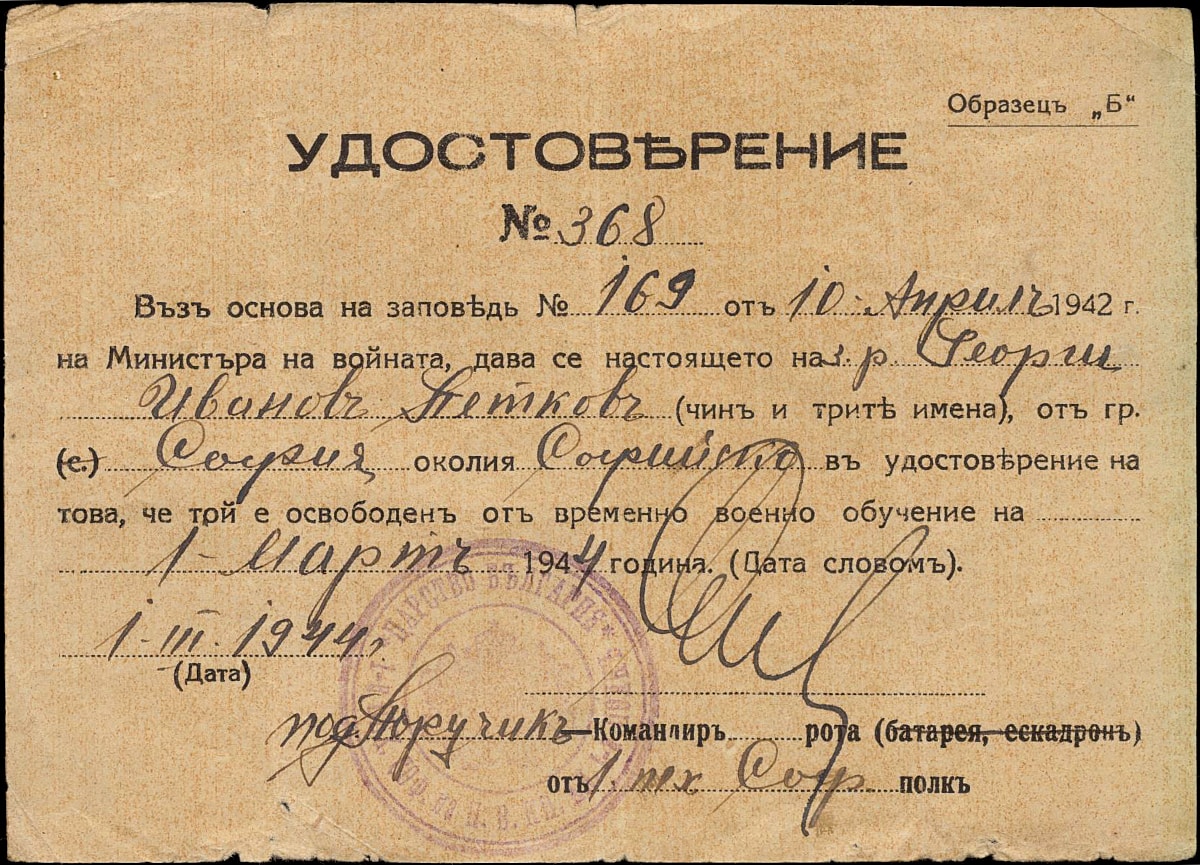 Образецъ „Б“
УДОСТОВѢРЕНИЕ
№ 368
Възъ основа на заповѣдь № 169 отъ 10 Априлъ 1942 г.
на Министъра на войната, дава се настоящето на з. р. Георги
Ивановъ Петковъ (чинъ и тритѣ имена), отъ гр.
(с.) София околия Софийска въ удостовѣрение на
това, че той е освободенъ отъ временно военно обучение на
1 – Мартъ 1944 година. (Дата словомъ).
1 – III. 1944 г.
(Дата)
подпоручикъ – Командиръ рота (батарея, ескадронъ)
отъ 1. тех. Соф. полкъ
ЦАРСТВО БЪЛГАРИЯ